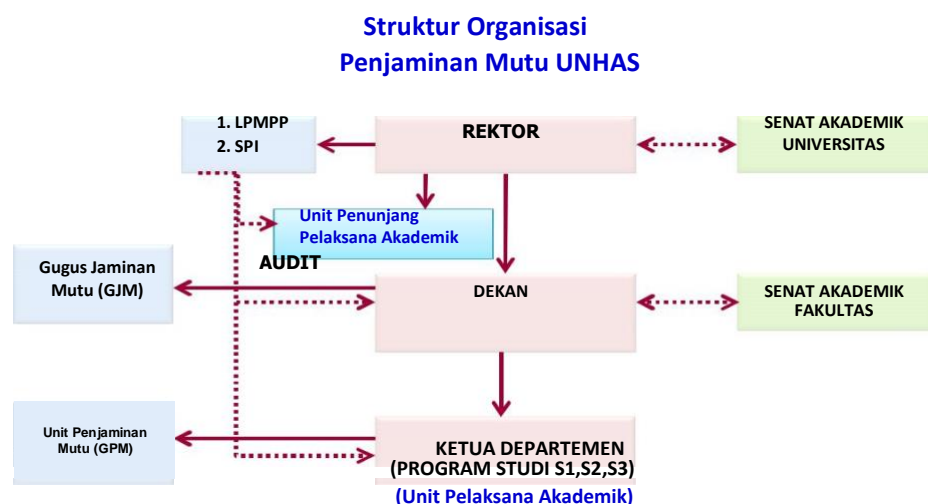 Struktur Organisasi
Penjaminan Mutu UNHAS
1. LPMPP
2. SPI
REKTOR
SENAT AKADEMIK
UNIVERSITAS
Unit Penunjang
Pelaksana Akademik
AUDIT
Gugus Jaminan
Mutu (GJM)
DEKAN
SENAT AKADEMIK
FAKULTAS
Unit Penjaminan
Mutu (GPM)
KETUA DEPARTEMEN
(PROGRAM STUDI S1,S2,S3)
(Unit Pelaksana Akademik)